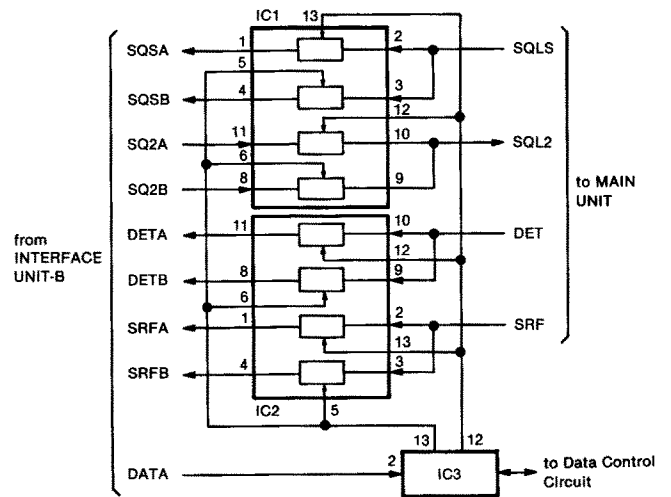 IC1 13
SQSA 1 2 SQLS
5
SQSB 4 3
12
SQ2A 11 10 SQL2
6
SQ2B 8 9
to MAIN
UNIT
from
INTERFACE
UNIT-B
DETA 11 10 DET
12
DETB 8 9
6
SRFA 1 2 SRF
13
SRFB 4 3
IC2 5
13 12
DATA 2 IC3 to Data Control
Circuit